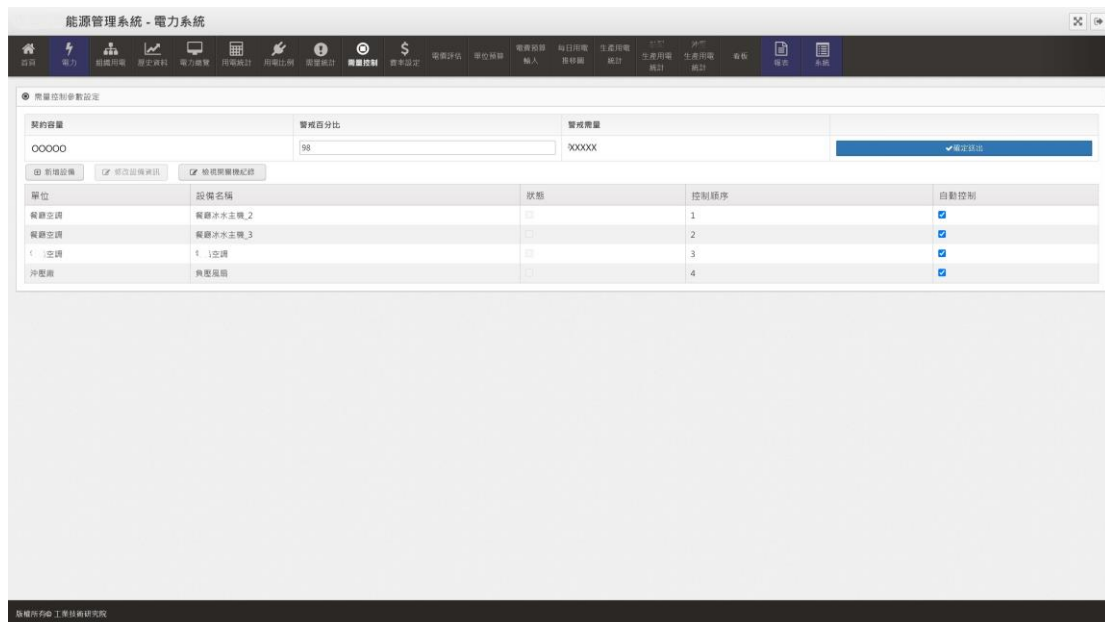 能源管理系統 - 電力系統
首頁 電力 組織用電 歷史資料 電力總覽 用電統計 用電比例 需量統計 需量控制 費率設定 電價評估 單位預算 電費預算輸入 每日用電 生產用電統計 生產用電統計 生產用電統計 看板 報表 系統
需量控制參數設定
契約容量 警戒百分比 警戒需量
OOOOO 98 XXXXX 確定送出
新增設備 修改設備資訊 檢視開關機紀錄
單位 設備名稱 狀態 控制順序 自動控制
餐廳空調 餐廳冰水主機_2 1
餐廳空調 餐廳冰水主機_3 2
空調 空調 3
沖壓廠 負壓風扇 4
版權所有© 工業技術研究院